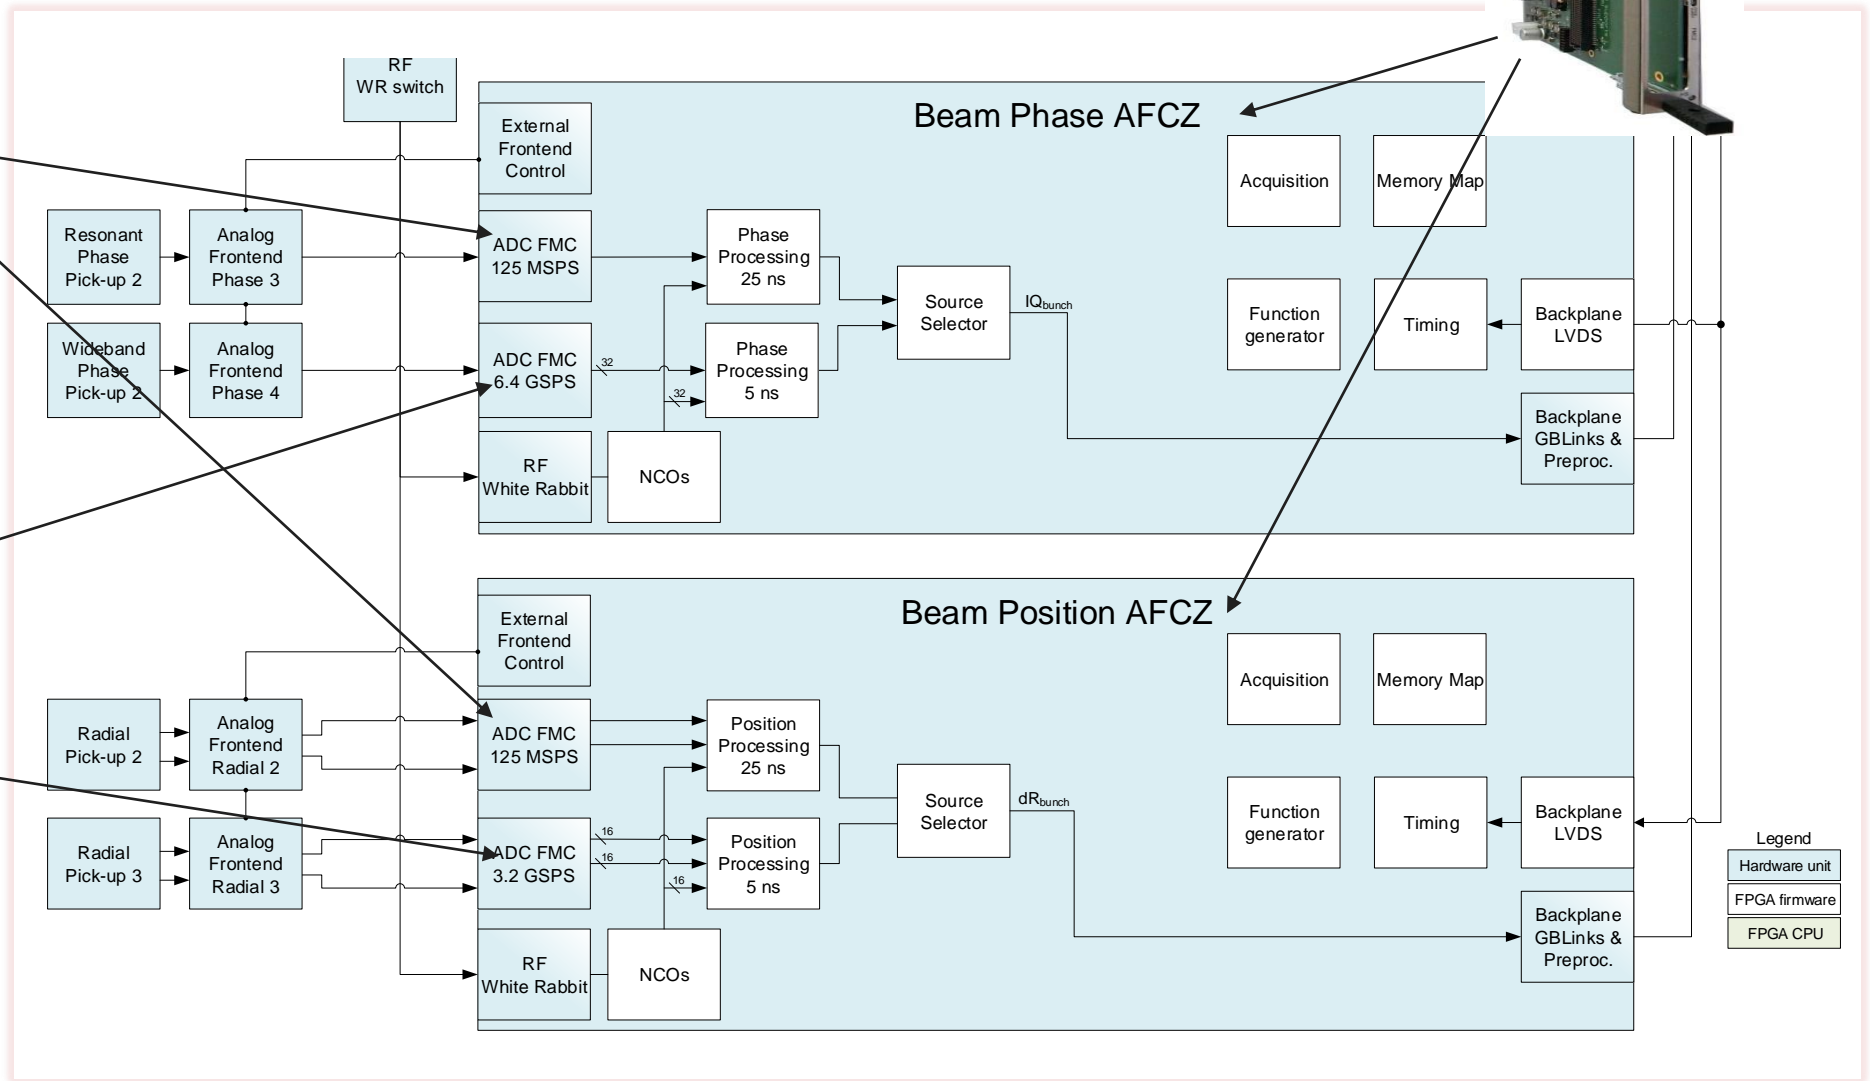 RF
WR switch
Beam Phase AFCZ
External
Frontend
Control
Acquisition
Memory Map
Resonant
Phase
Pick-up 2
Analog
Frontend
Phase 3
ADC FMC
125 MSPS
Phase
Processing
25 ns
Source
Selector
IQbunch
Function
generator
Timing
Backplane
LVDS
Wideband
Phase
Pick-up 2
Analog
Frontend
Phase 4
ADC FMC
6.4 GSPS
32
Phase
Processing
5 ns
32
Backplane
GBLinks &
Preproc.
RF
White Rabbit
NCOs
Beam Position AFCZ
External
Frontend
Control
Acquisition
Memory Map
Radial
Pick-up 2
Analog
Frontend
Radial 2
ADC FMC
125 MSPS
Position
Processing
25 ns
Source
Selector
dRbunch
Function
generator
Timing
Backplane
LVDS
Radial
Pick-up 3
Analog
Frontend
Radial 3
ADC FMC
3.2 GSPS
16
16
Position
Processing
5 ns
16
Backplane
GBLinks &
Preproc.
RF
White Rabbit
NCOs
Legend
Hardware unit
FPGA firmware
FPGA CPU